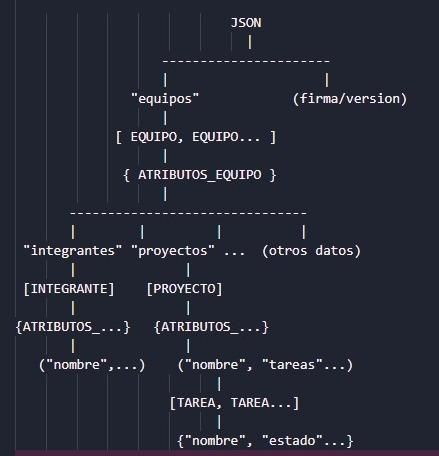 JSON
|
----------------------
| |
"equipos" (firma/version)
|
[ EQUIPO, EQUIPO... ]
|
{ ATRIBUTOS_EQUIPO }
|
-------------------------------
| | | |
"integrantes" "proyectos" ... (otros datos)
| |
[INTEGRANTE] [PROYECTO]
| |
{ATRIBUTOS_...} {ATRIBUTOS_...}
| |
("nombre",...) ("nombre", "tareas"...)
|
[TAREA, TAREA...]
|
{"nombre", "estado"...}